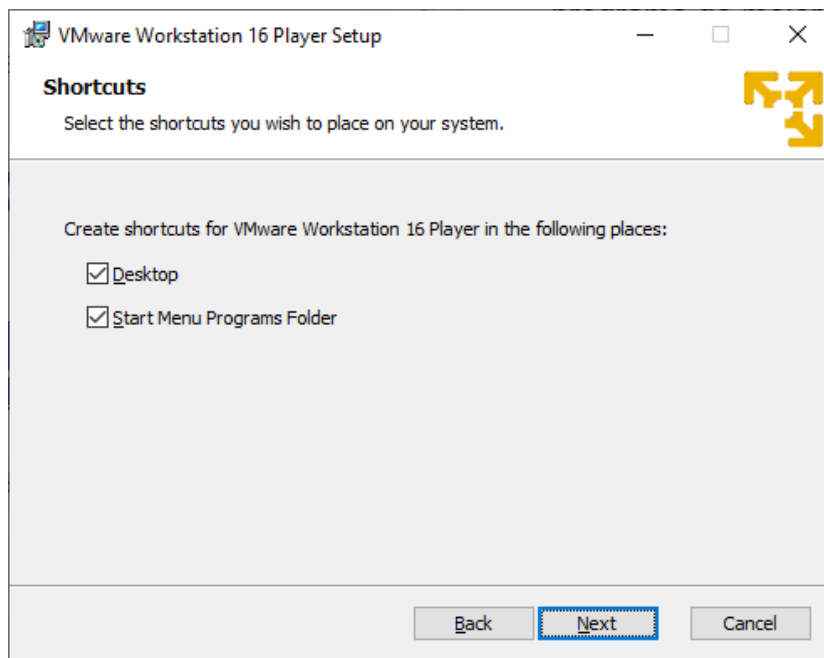 VMware Workstation 16 Player Setup
Shortcuts
Select the shortcuts you wish to place on your system.
Create shortcuts for VMware Workstation 16 Player in the following places:
Desktop
Start Menu Programs Folder
Back Next Cancel